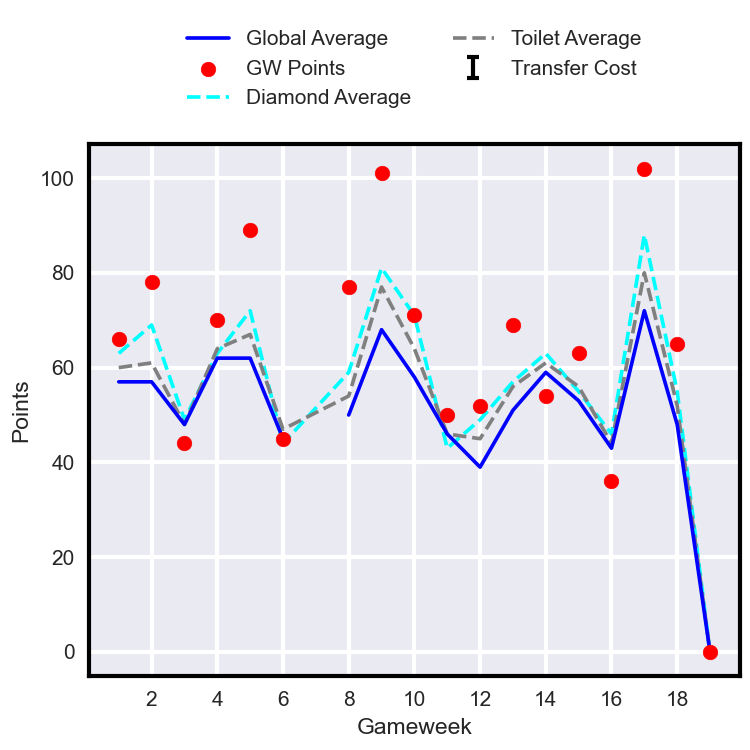 Global Average
GW Points
Diamond Average
Toilet Average
Transfer Cost
100
80
60
40
20
0
Points
2 4 6 8 10 12 14 16 18
Gameweek